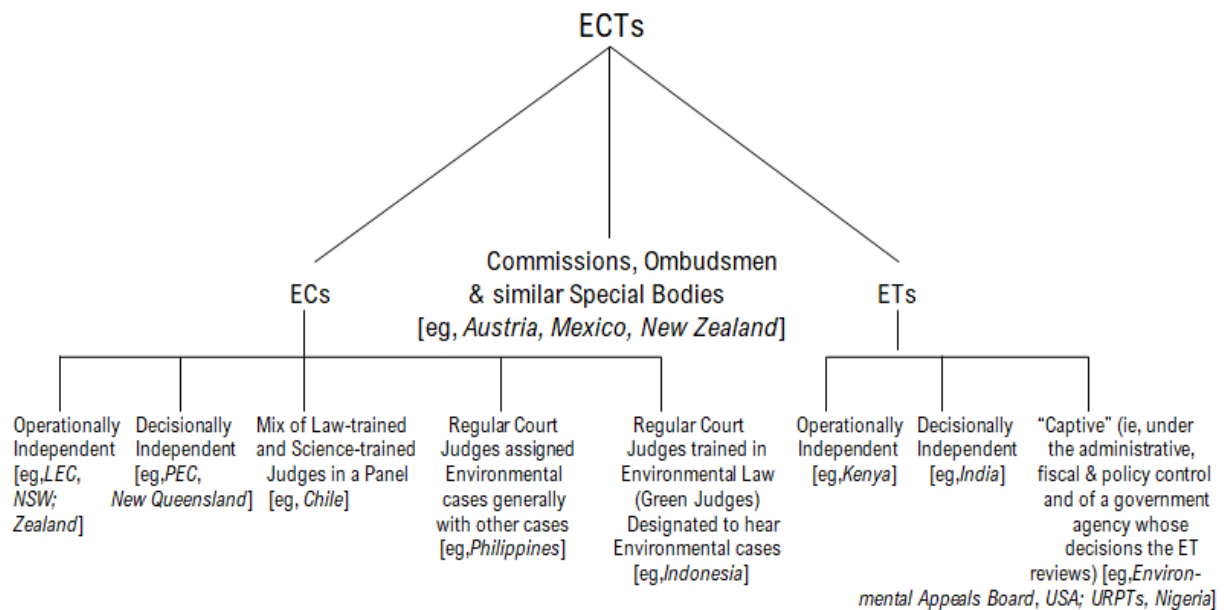 ECTs
Commissions, Ombudsmen
& similar Special Bodies
[eg, Austria, Mexico, New Zealand]
ECs
ETs
Operationally
Independent
[eg,LEC,
NSW;
Zealand]
Decisionally
Independent
[eg,PEC,
New Queensland]
Mix of Law-trained
and Science-trained
Judges in a Panel
[eg, Chile]
Regular Court
Judges assigned
Environmental
cases generally
with other cases
[eg,Philippines]
Regular Court
Judges trained in
Environmental Law
(Green Judges)
Designated to hear
Environmental cases
[eg,Indonesia]
Operationally
Independent
[eg,Kenya]
Decisionally
Independent
[eg,India]
“Captive” (ie, under
the administrative,
fiscal & policy control
and of a government
agency whose
decisions the ET
reviews) [eg,Environ-
mental Appeals Board, USA; URPTs, Nigeria]